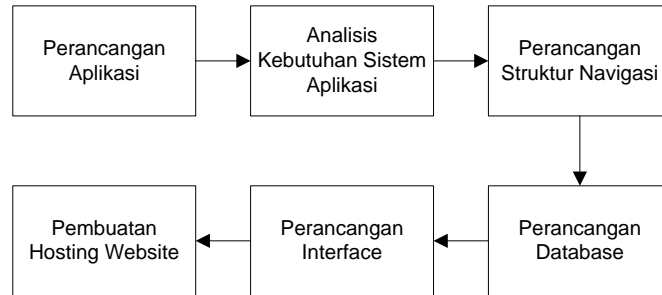 Perancangan
Aplikasi
Analisis
Kebutuhan Sistem
Aplikasi
Perancangan
Struktur Navigasi
Pembuatan
Hosting Website
Perancangan
Interface
Perancangan
Database